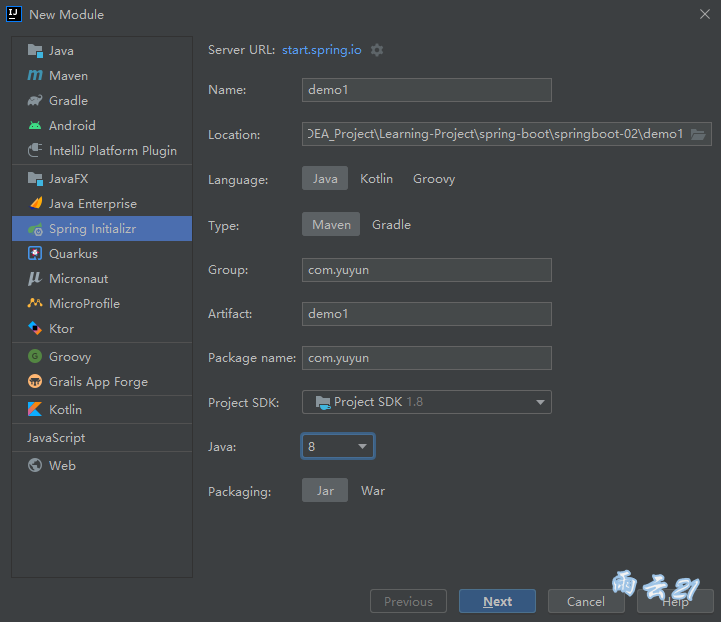 New Module
Java
Maven
Gradle
Android
IntelliJ Platform Plugin
JavaFX
Java Enterprise
Spring Initializr
Quarkus
Micronaut
MicroProfile
Ktor
Groovy
Grails App Forge
Kotlin
JavaScript
Web
Server URL: start.spring.io
Name: demo1
Location: DEA_Project\Learning-Project\spring-boot\springboot-02\demo1
Language: Java Kotlin Groovy
Type: Maven Gradle
Group: com.yuyun
Artifact: demo1
Package name: com.yuyun
Project SDK: Project SDK 1.8
Java: 8
Packaging: Jar War
Previous Next Cancel Help
雨云21